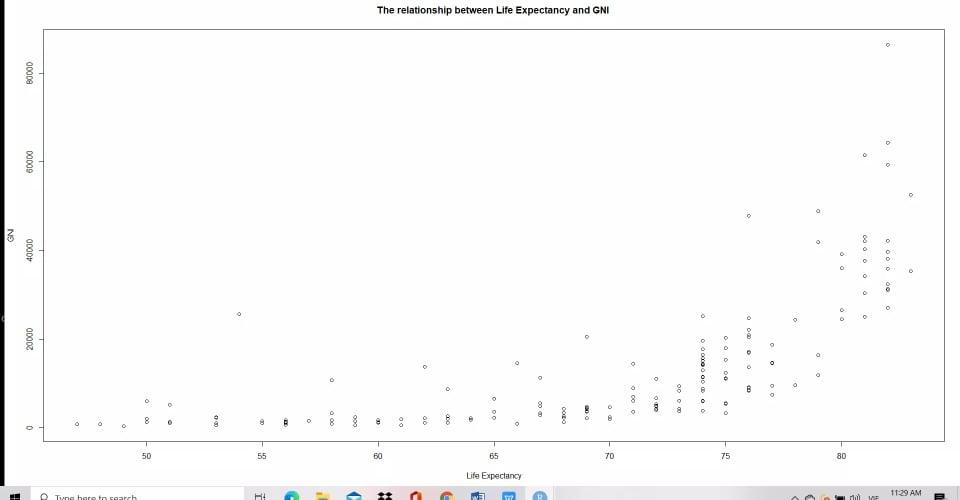 The relationship between Life Expectancy and GNI
80000
60000
40000
20000
0
GNI
50 55 60 65 70 75 80
Life Expectancy
Type here to search
VIE
11:29 AM